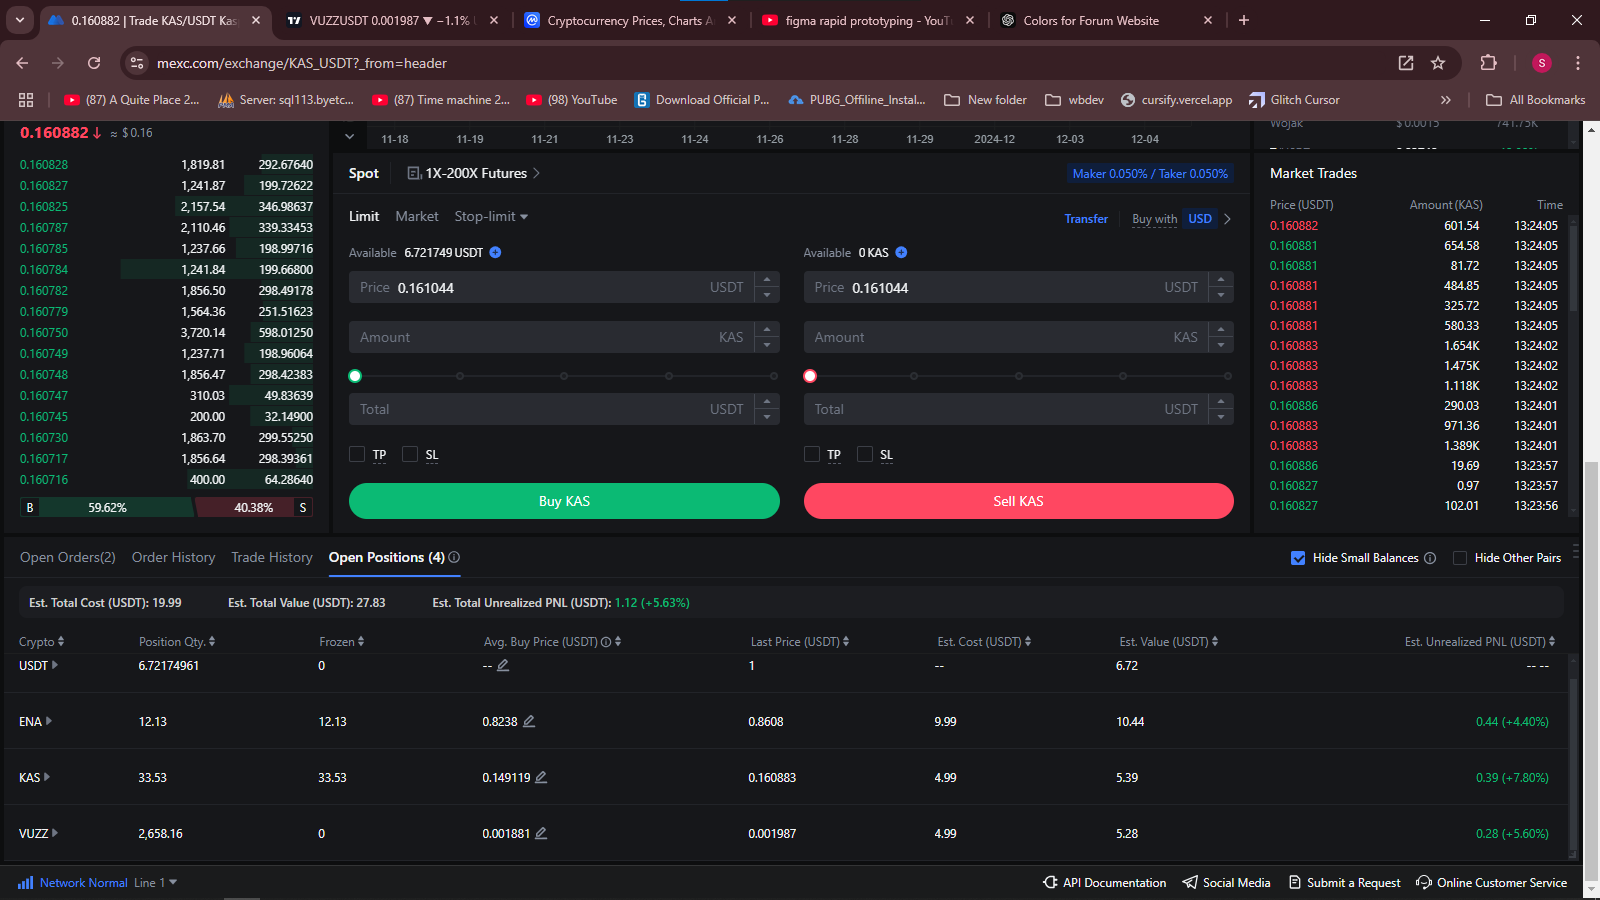 0.160882 | Trade KAS/USDT Kas
VUZZUSDT 0.001987 ▼ −1.1%
Cryptocurrency Prices, Charts A
figma rapid prototyping - YouT
Colors for Forum Website
mexc.com/exchange/KAS_USDT?_from=header
S
(87) A Quite Place 2...
Server: sql113.byetc...
(87) Time machine 2...
(98) YouTube
Download Official P...
PUBG_Offiline_Instal...
New folder
wbdev
cursify.vercel.app
Glitch Cursor
All Bookmarks
0.160882 ↓ ≈ $ 0.16
11-18 11-19 11-21 11-23 11-24 11-26 11-28 11-29 2024-12 12-03 12-04
Wojak $ 0.0015 741.75K
0.160828 1,819.81 292.67640
0.160827 1,241.87 199.72622
0.160825 2,157.54 346.98637
0.160787 2,110.46 339.33453
0.160785 1,237.66 198.99716
0.160784 1,241.84 199.66800
0.160782 1,856.50 298.49178
0.160779 1,564.36 251.51623
0.160750 3,720.14 598.01250
0.160749 1,237.71 198.96064
0.160748 1,856.47 298.42383
0.160747 310.03 49.83639
0.160745 200.00 32.14900
0.160730 1,863.70 299.55250
0.160717 1,856.64 298.39361
0.160716 400.00 64.28640
B 59.62% 40.38% S
Spot 1X-200X Futures Maker 0.050% / Taker 0.050%
Limit Market Stop-limit Transfer Buy with USD
Available 6.721749 USDT
Price 0.161044 USDT
Amount KAS
Total USDT
TP SL
Buy KAS
Available 0 KAS
Price 0.161044 USDT
Amount KAS
Total USDT
TP SL
Sell KAS
Market Trades
Price (USDT) Amount (KAS) Time
0.160882 601.54 13:24:05
0.160881 654.58 13:24:05
0.160881 81.72 13:24:05
0.160881 484.85 13:24:05
0.160881 325.72 13:24:05
0.160881 580.33 13:24:05
0.160883 1.654K 13:24:02
0.160883 1.475K 13:24:02
0.160883 1.118K 13:24:02
0.160886 290.03 13:24:01
0.160883 971.36 13:24:01
0.160883 1.389K 13:24:01
0.160886 19.69 13:23:57
0.160827 0.97 13:23:57
0.160827 102.01 13:23:56
Open Orders(2) Order History Trade History Open Positions (4) Hide Small Balances Hide Other Pairs
Est. Total Cost (USDT): 19.99 Est. Total Value (USDT): 27.83 Est. Total Unrealized PNL (USDT): 1.12 (+5.63%)
Crypto Position Qty. Frozen Avg. Buy Price (USDT) Last Price (USDT) Est. Cost (USDT) Est. Value (USDT) Est. Unrealized PNL (USDT)
USDT 6.72174961 0 -- 1 -- 6.72 -- --
ENA 12.13 12.13 0.8238 0.8608 9.99 10.44 0.44 (+4.40%)
KAS 33.53 33.53 0.149119 0.160883 4.99 5.39 0.39 (+7.80%)
VUZZ 2,658.16 0 0.001881 0.001987 4.99 5.28 0.28 (+5.60%)
Network Normal Line 1 API Documentation Social Media Submit a Request Online Customer Service